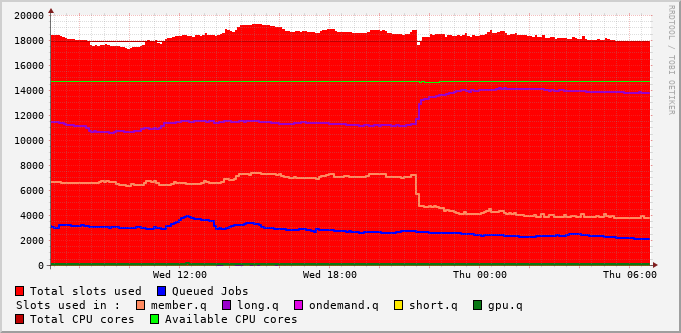 20000
18000
16000
14000
12000
10000
8000
6000
4000
2000
0
Wed 12:00 Wed 18:00 Thu 00:00 Thu 06:00
RRDTOOL / TOBI OETIKER
Total slots used Queued Jobs
Slots used in : member.q long.q ondemand.q short.q gpu.q
Total CPU cores Available CPU cores